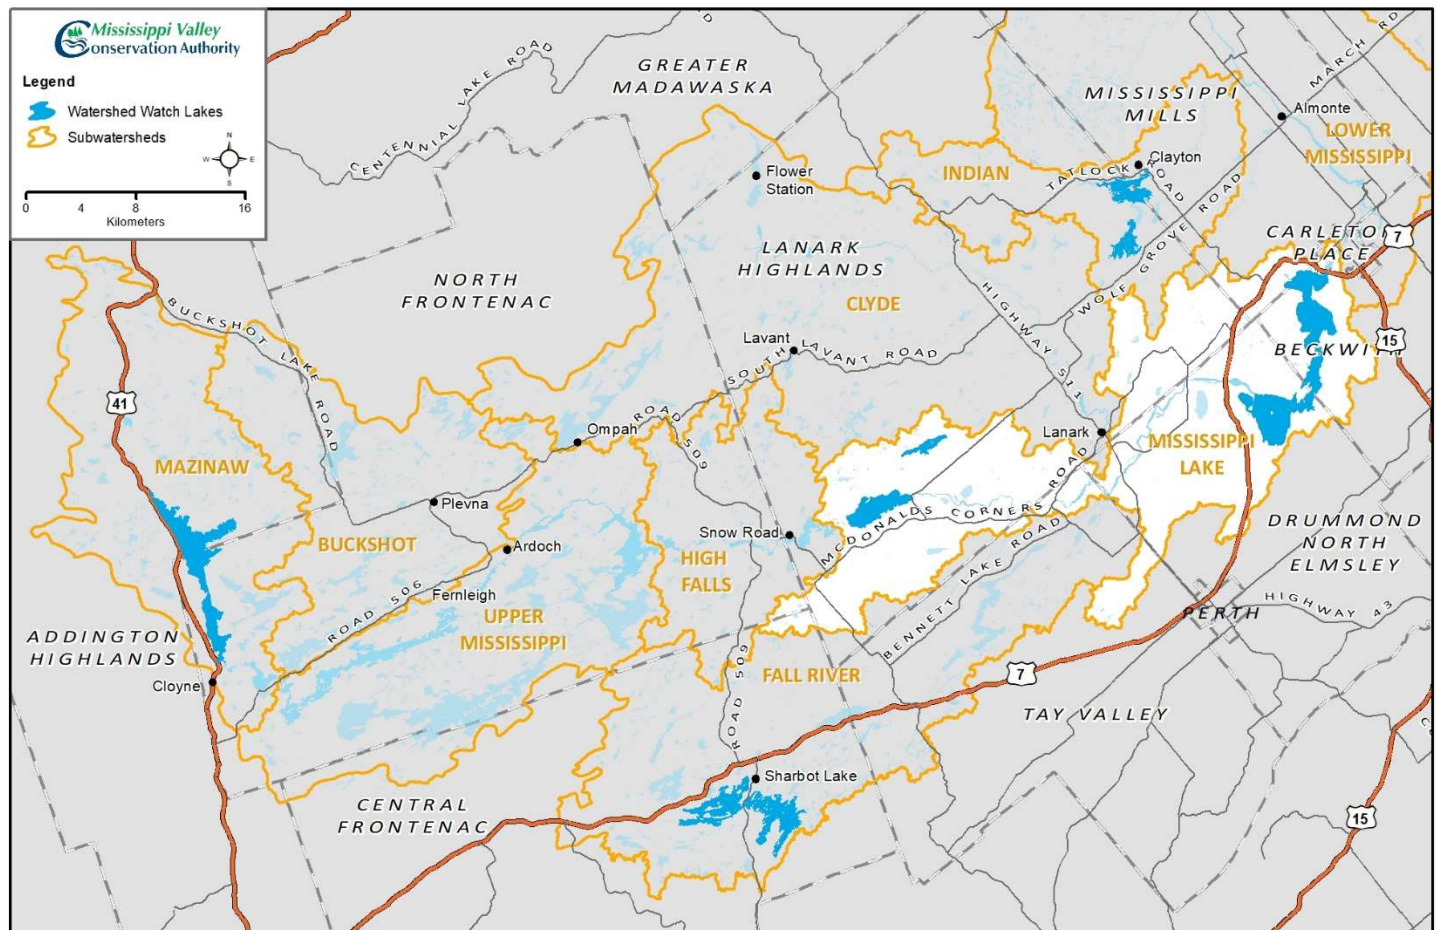 Mississippi Valley
Conservation Authority
Legend
Watershed Watch Lakes
Subwatersheds
N
W E
S
0 4 8 16
Kilometers
CENTENNIAL LAKE ROAD
GREATER
MADAWASKA
MISSISSIPPI
MILLS
MARCH RD
Almonte
LOWER
MISSISSIPPI
Clayton
INDIAN
TATLOCK ROAD
Flower
Station
WOLF GROVE ROAD
CARLETON
PLACE
7
LANARK
HIGHLANDS
NORTH
FRONTENAC
CLYDE
HIGHWAY 511
BUCKSHOT LAKE ROAD
Lavant
SOUTH LAVANT ROAD
15
BECKWITH
41
Ompah
ROAD 509
Lanark
MISSISSIPPI
LAKE
MAZINAW
Plevna
Snow Road
MCDONALDS CORNERS ROAD
DRUMMOND
NORTH
ELMSLEY
BUCKSHOT
Ardoch
HIGH
FALLS
BENNETT LAKE ROAD
Fernleigh
ROAD 506
UPPER
MISSISSIPPI
PERTH
HIGHWAY 43
ADDINGTON
HIGHLANDS
Cloyne
ROAD 509
FALL RIVER
7
TAY VALLEY
Sharbot Lake
CENTRAL
FRONTENAC
15